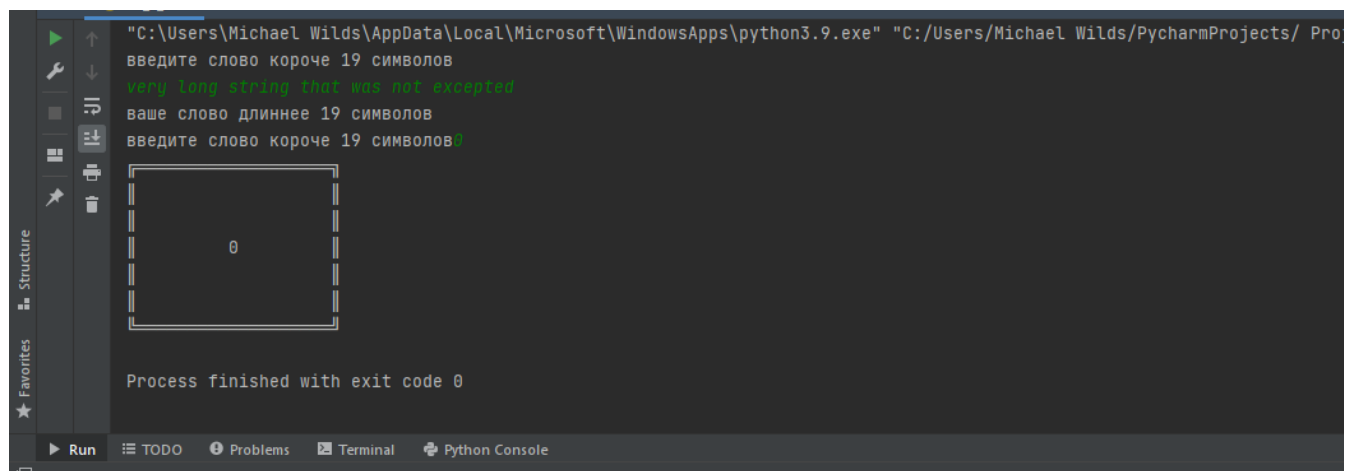 "C:\Users\Michael Wilds\AppData\Local\Microsoft\WindowsApps\python3.9.exe" "C:/Users/Michael Wilds/PycharmProjects/ Proj
введите слово короче 19 символов
very long string that was not excepted
ваше слово длиннее 19 символов
введите слово короче 19 символов0
0
Process finished with exit code 0
Structure
Favorites
Run TODO Problems Terminal Python Console